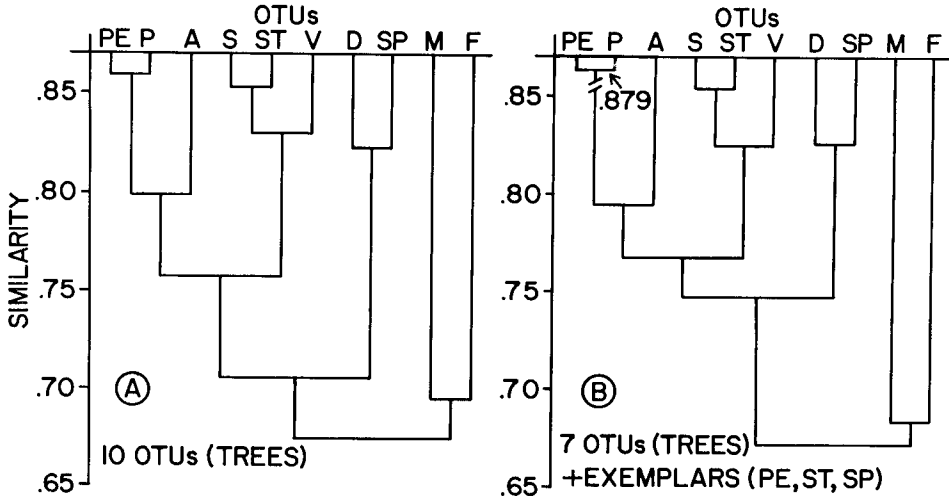 OTUs
PE P A S ST V D SP M F
.85
.80
.75
.70
.65
SIMILARITY
A
10 OTUs (TREES)
OTUs
PE P A S ST V D SP M F
.879
.85
.80
.75
.70
.65
B
7 OTUs (TREES)
+EXEMPLARS (PE, ST, SP)